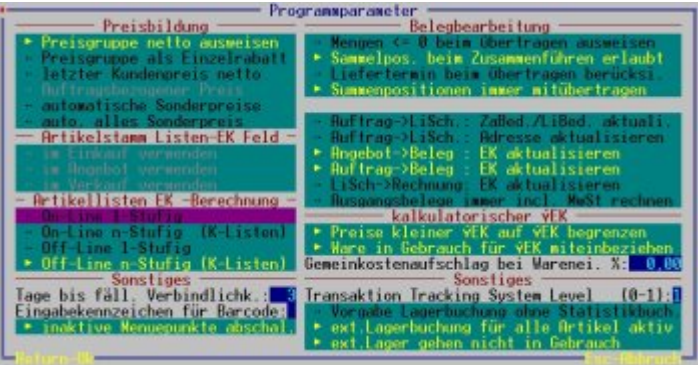 Programmparameter
Preisbildung
► Preisgruppe netto ausweisen
- Preisgruppe als Einzelrabatt
- letzter Kundenpreis netto
- Auftragsbezogener Preis
- automatische Sonderpreise
- auto. alles Sonderpreis
Artikelstamm Listen-EK Feld
- im Einkauf verwenden
- im Angebot verwenden
- im Verkauf verwenden
Artikellisten EK -Berechnung
- On-Line 1-Stufig
- On-Line n-Stufig (K-Listen)
- Off-Line 1-Stufig
► Off-Line n-Stufig (K-Listen)
Sonstiges
Tage bis fäll. Verbindlichk.: 3
Eingabekennzeichen für Barcode:
► inaktive Menuepunkte abschal.
Belegbearbeitung
- Mengen <= 0 beim Übertragen ausweisen
► Sammelpos. beim Zusammenführen erlaubt
- Liefertermin beim Übertragen berücksi.
► Summenpositionen immer mitübertragen
- Auftrag->LiSch.: ZaBed./LiBed. aktuali.
- Auftrag->LiSch.: Adresse aktualisieren
► Angebot->Beleg : EK aktualisieren
► Auftrag->Beleg : EK aktualisieren
- LiSch->Rechnung: EK aktualisieren
- Ausgangsbelege immer incl. MwSt rechnen
kalkulatorischer ÿEK
► Preise kleiner ÿEK auf ÿEK begrenzen
► Ware in Gebrauch für ÿEK miteinbeziehen
Gemeinkostenaufschlag bei Warenei. %: 0,00
Sonstiges
Transaktion Tracking System Level (0-1):1
- Vorgabe Lagerbuchung ohne Statistikbuch.
► ext.Lagerbuchung für alle Artikel aktiv
► ext.Lager gehen nicht in Gebrauch
Return-Ok
Esc-Abbruch